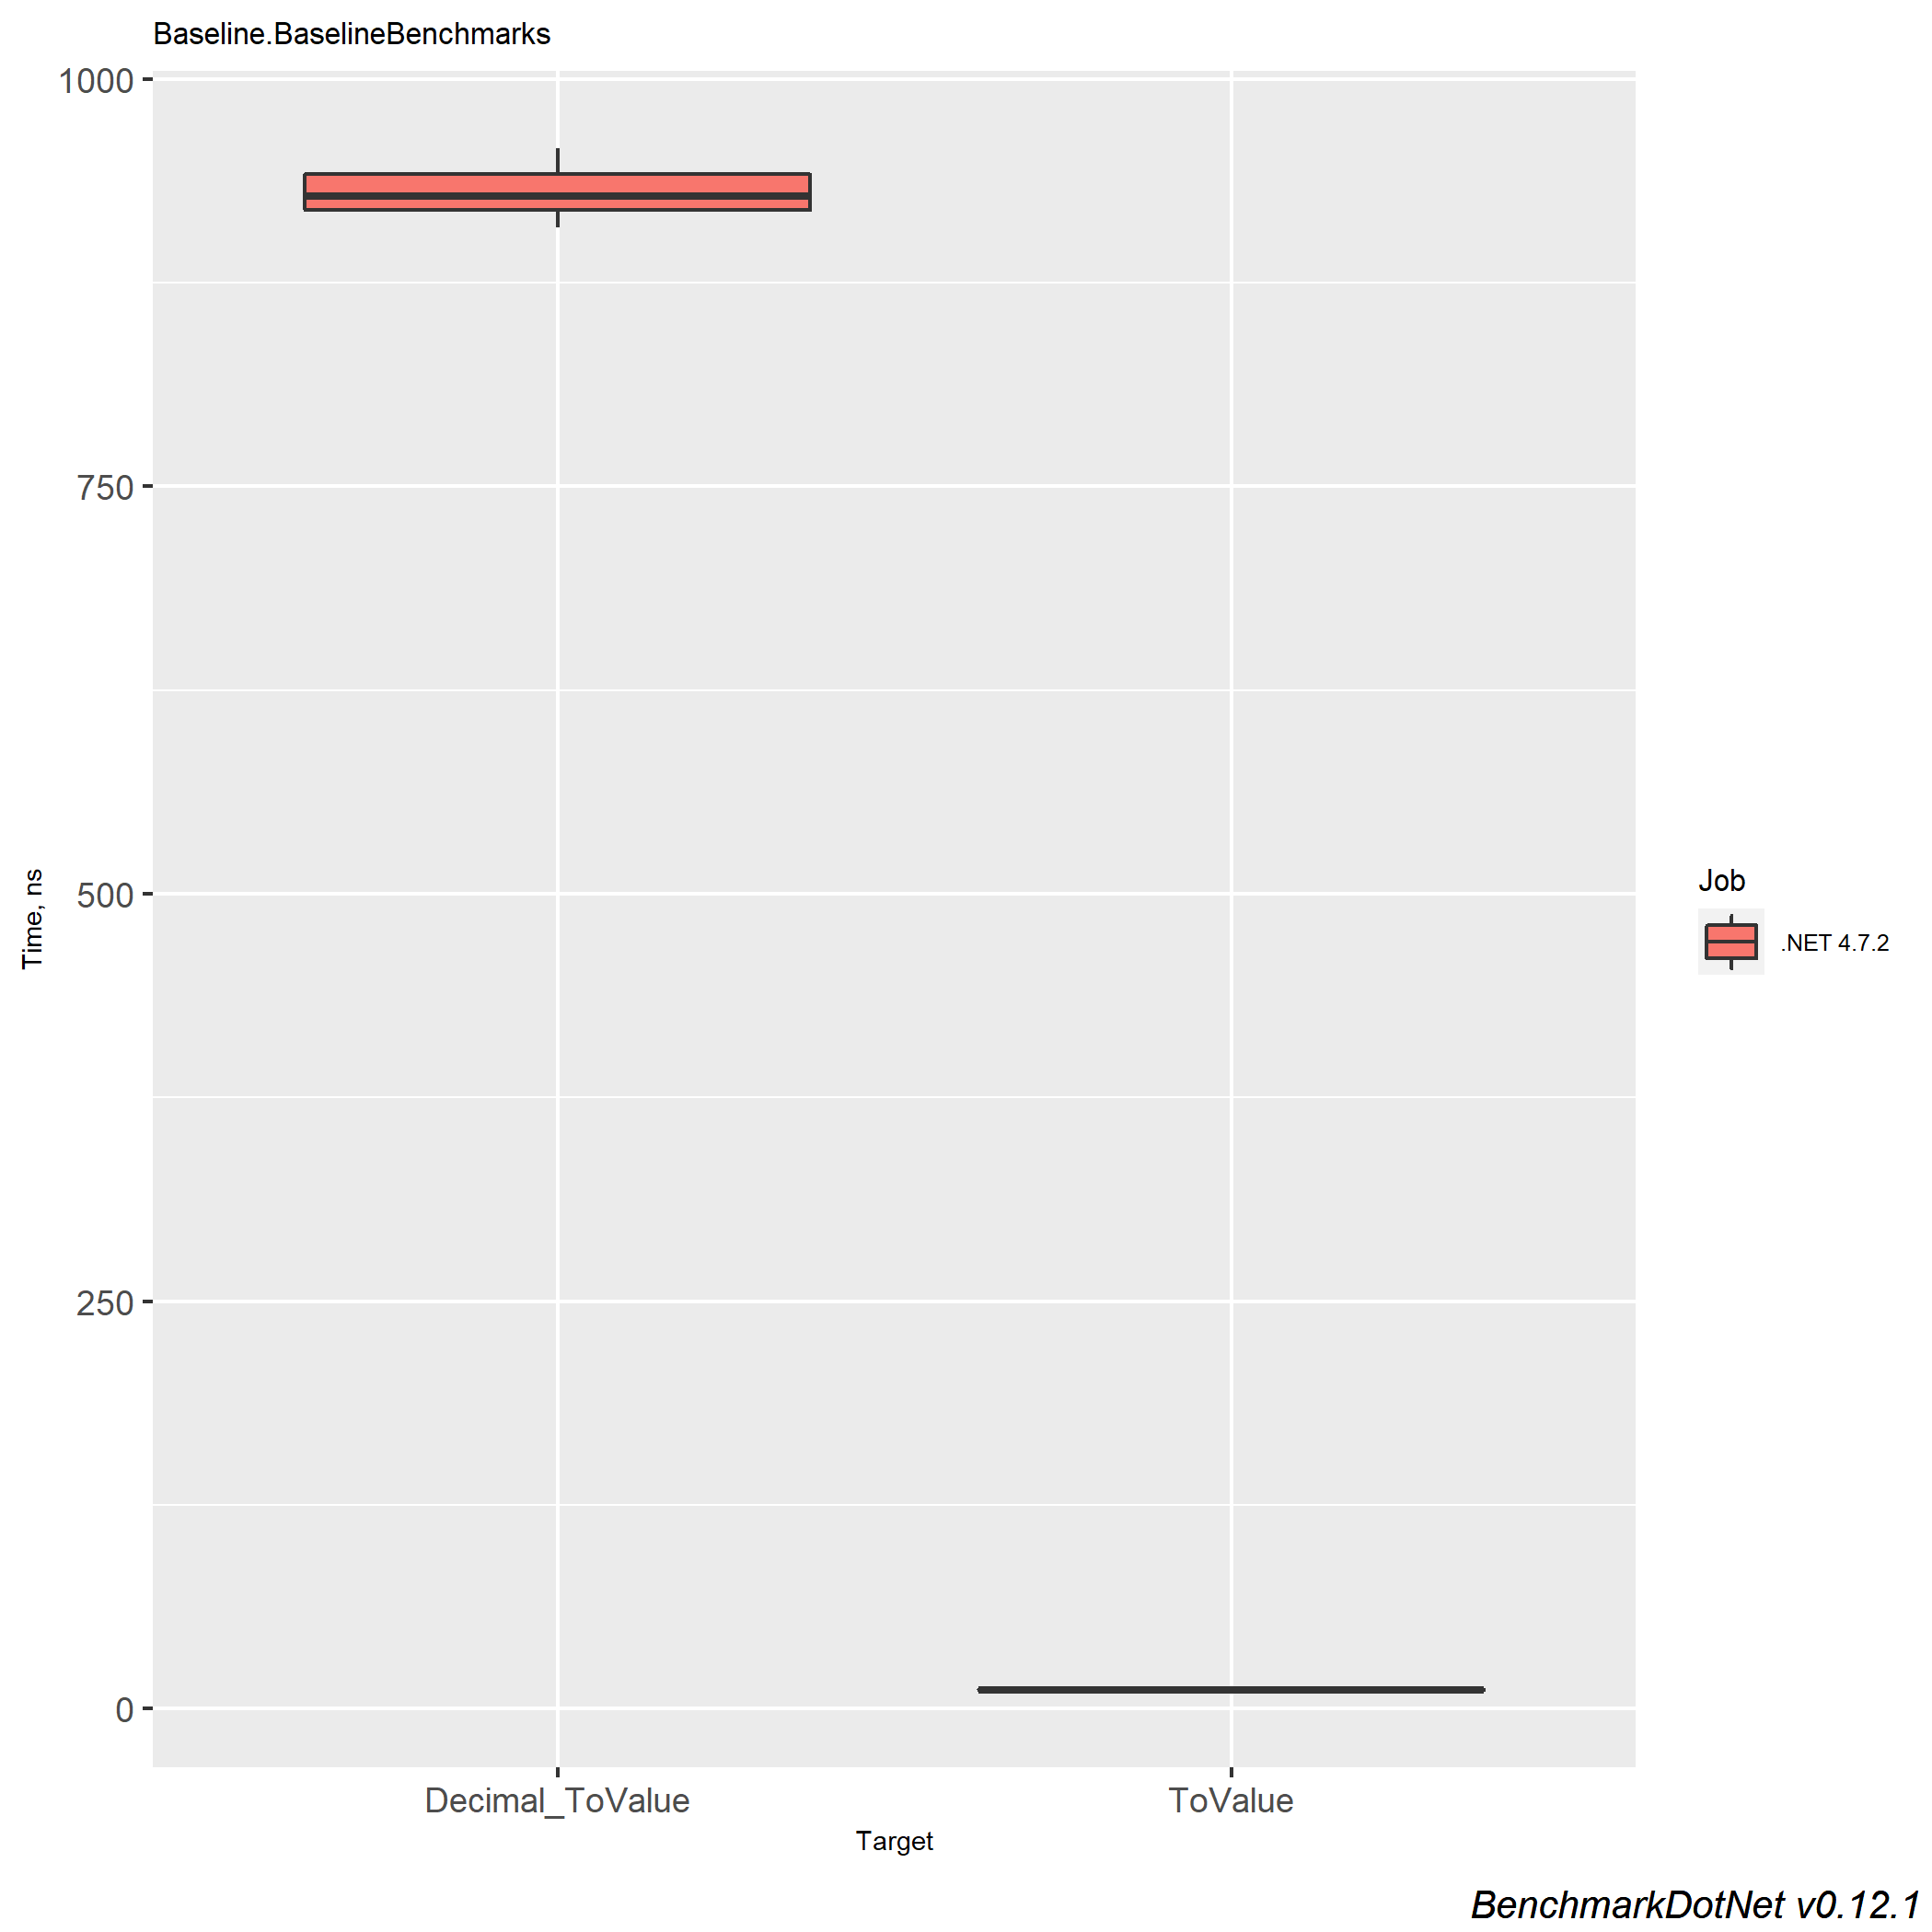 Baseline.BaselineBenchmarks
1000
750
500
250
0
Time, ns
Decimal_ToValue
ToValue
Target
Job
.NET 4.7.2
BenchmarkDotNet v0.12.1